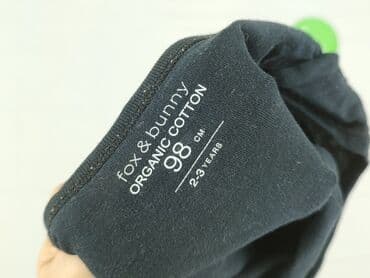 fox & bunny
ORGANIC COTTON
98 CM
2-3 YEARS